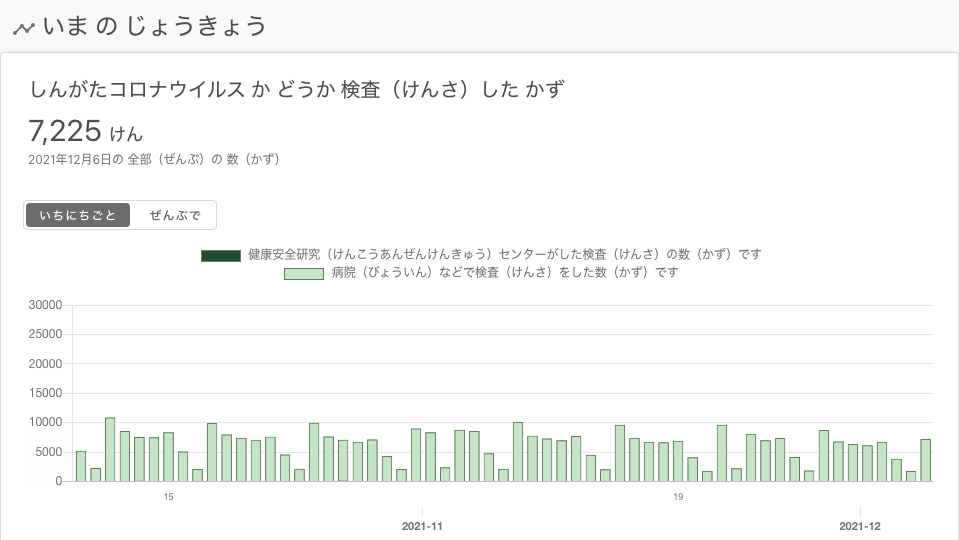 いま の じょうきょう
しんがたコロナウイルス か どうか 検査（けんさ）した かず
7,225 けん
2021年12月6日の 全部（ぜんぶ）の 数（かず）
いちにちごと ぜんぶで
健康安全研究（けんこうあんぜんけんきゅう）センターがした検査（けんさ）の数（かず）です
病院（びょういん）などで検査（けんさ）をした数（かず）です
30000
25000
20000
15000
10000
5000
0
15 19
2021-11 2021-12